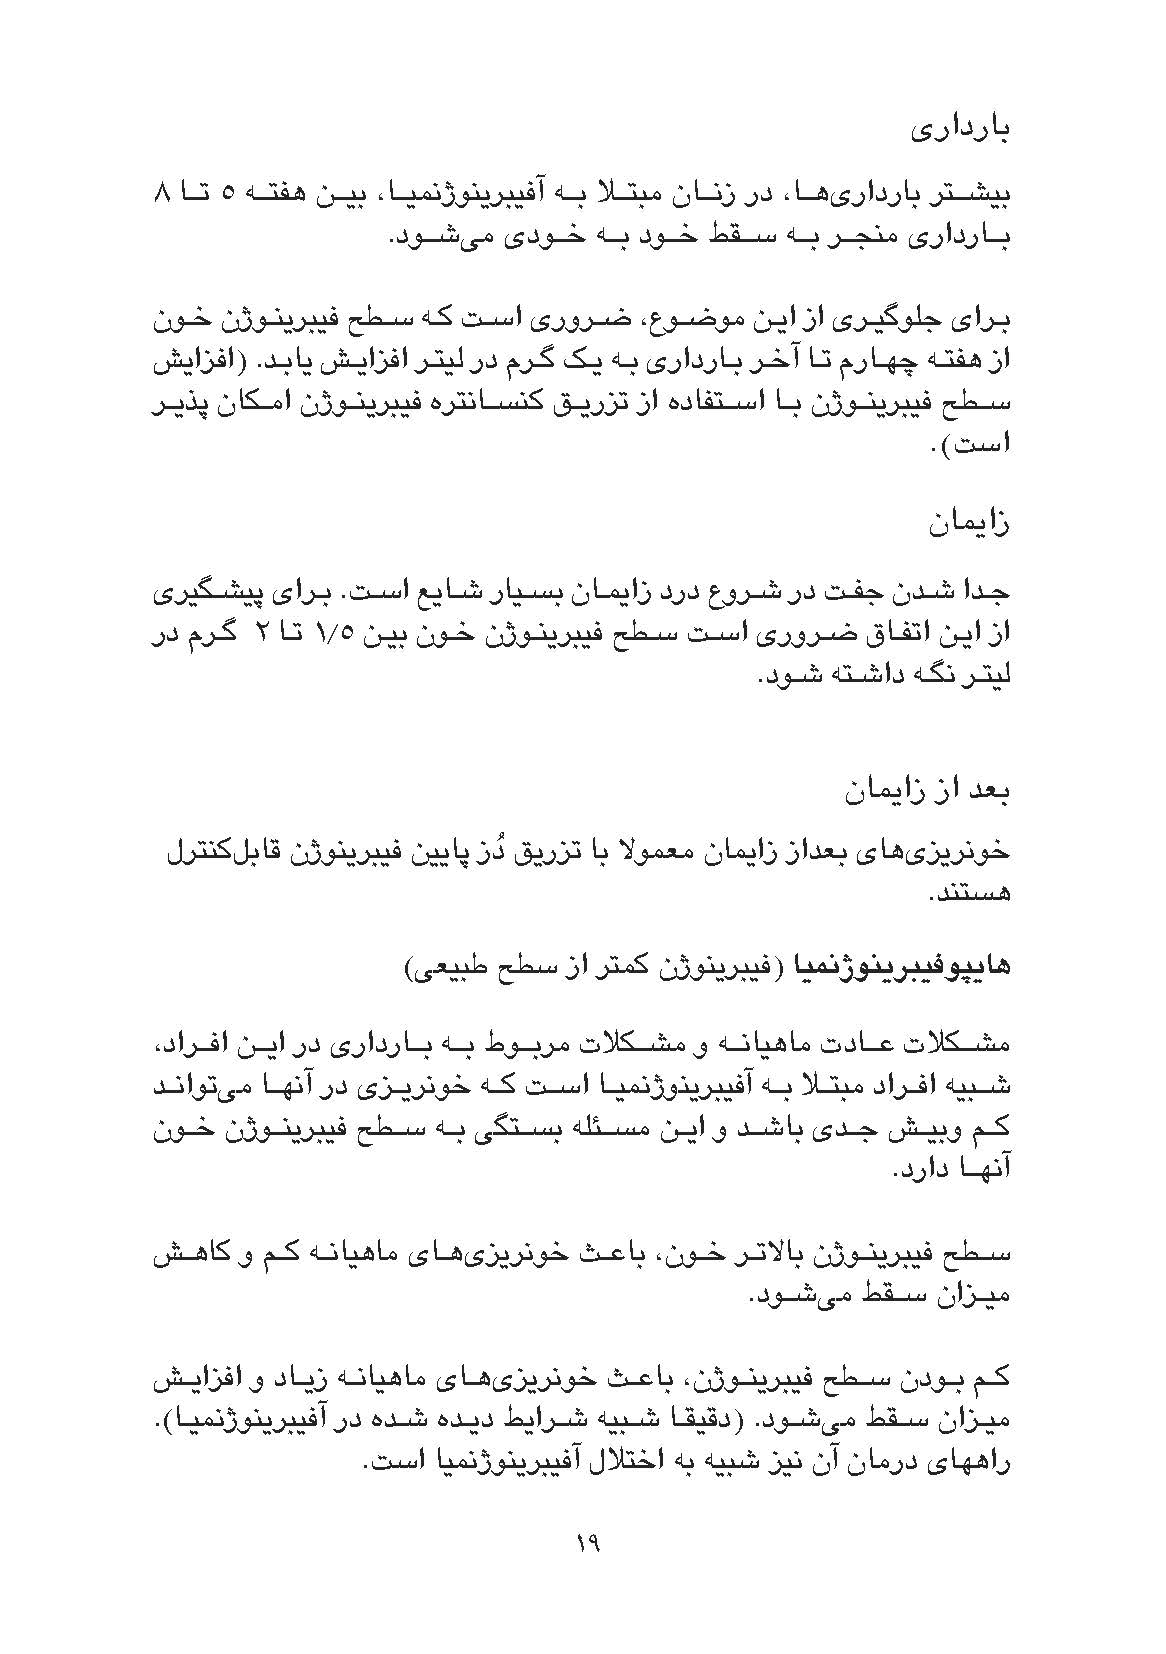 بارداری
بیشتر بارداری‌ها، در زنان مبتلا به آفیبرینوژنمیا، بین هفته ۵ تا ۸
بارداری منجر به سقط خود به خودی می‌شود.
برای جلوگیری از این موضوع، ضروری است که سطح فیبرینوژن خون
از هفته چهارم تا آخر بارداری به یک گرم در لیتر افزایش یابد. (افزایش
سطح فیبرینوژن با استفاده از تزریق کنسانتره فیبرینوژن امکان پذیر
است).
زایمان
جدا شدن جفت در شروع درد زایمان بسیار شایع است. برای پیشگیری
از این اتفاق ضروری است سطح فیبرینوژن خون بین ۱/۵ تا ۲ گرم در
لیتر نگه داشته شود.
بعد از زایمان
خونریزی‌های بعداز زایمان معمولا با تزریق دُز پایین فیبرینوژن قابل‌کنترل
هستند.
هایپوفیبرینوژنمیا (فیبرینوژن کمتر از سطح طبیعی)
مشکلات عادت ماهیانه و مشکلات مربوط به بارداری در این افراد،
شبیه افراد مبتلا به آفیبرینوژنمیا است که خونریزی در آنها می‌تواند
کم وبیش جدی باشد و این مسئله بستگی به سطح فیبرینوژن خون
آنها دارد.
سطح فیبرینوژن بالاتر خون، باعث خونریزی‌های ماهیانه کم و کاهش
میزان سقط می‌شود.
کم بودن سطح فیبرینوژن، باعث خونریزی‌های ماهیانه زیاد و افزایش
میزان سقط می‌شود. (دقیقا شبیه شرایط دیده شده در آفیبرینوژنمیا).
راههای درمان آن نیز شبیه به اختلال آفیبرینوژنمیا است.
۱۹